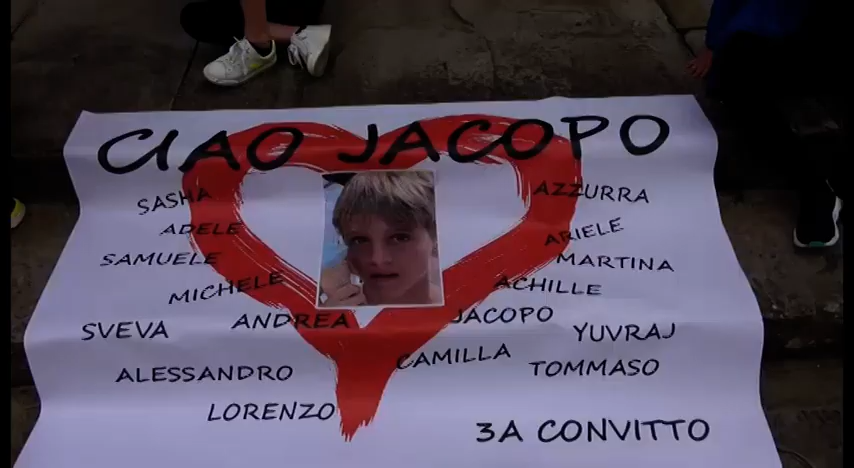 CIAO JACOPO
SASHA
AZZURRA
ADELE
ARIELE
SAMUELE
MARTINA
MICHELE
ACHILLE
ANDREA
JACOPO
SVEVA
YUVRAJ
CAMILLA
ALESSANDRO
TOMMASO
LORENZO
3A CONVITTO